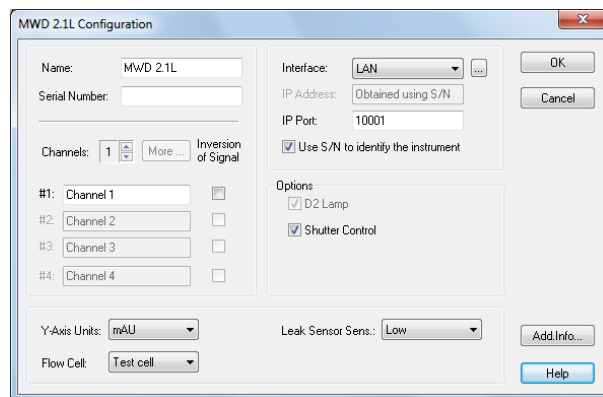 MWD 2.1L Configuration
Name: MWD 2.1L
Serial Number:
Channels: 1 More ... Inversion of Signal
#1: Channel 1
#2: Channel 2
#3: Channel 3
#4: Channel 4
Interface: LAN ...
IP Address: Obtained using S/N
IP Port: 10001
Use S/N to identify the instrument
Options
D2 Lamp
Shutter Control
OK
Cancel
Y-Axis Units: mAU
Flow Cell: Test cell
Leak Sensor Sens.: Low
Add.Info...
Help